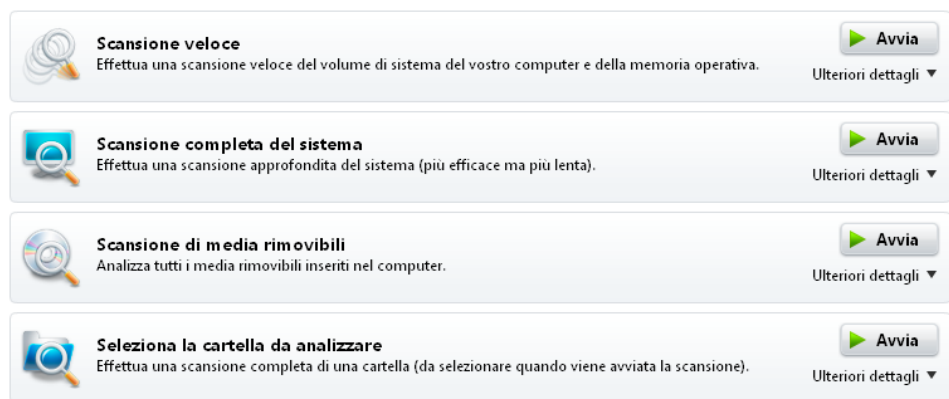 Scansione veloce
Effettua una scansione veloce del volume di sistema del vostro computer e della memoria operativa.
Avvia
Ulteriori dettagli
Scansione completa del sistema
Effettua una scansione approfondita del sistema (più efficace ma più lenta).
Avvia
Ulteriori dettagli
Scansione di media rimovibili
Analizza tutti i media rimovibili inseriti nel computer.
Avvia
Ulteriori dettagli
Seleziona la cartella da analizzare
Effettua una scansione completa di una cartella (da selezionare quando viene avviata la scansione).
Avvia
Ulteriori dettagli